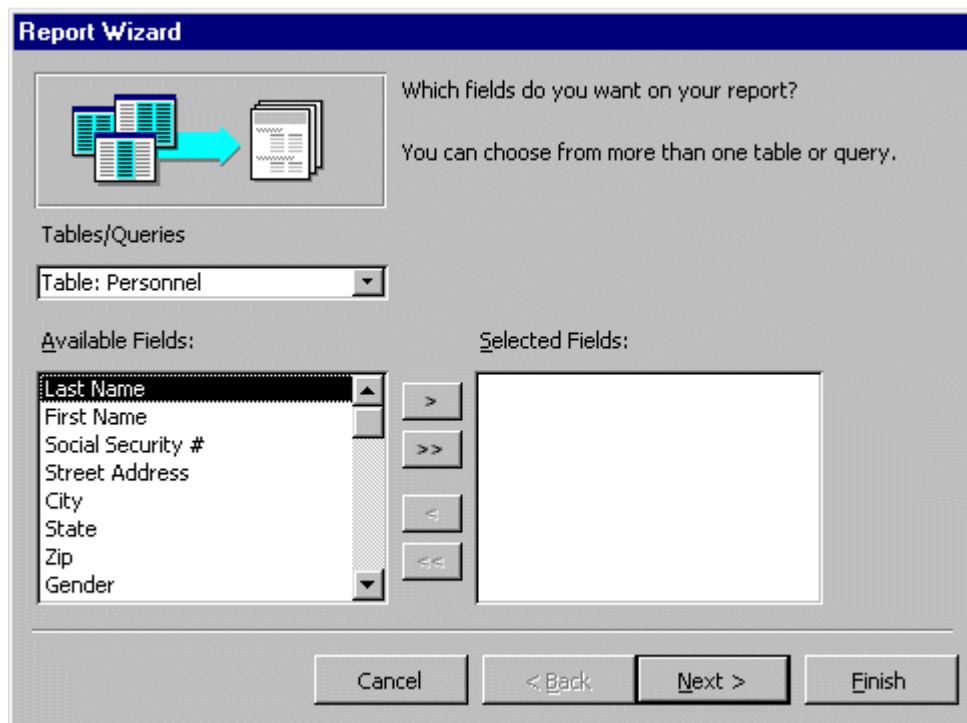 Report Wizard
Which fields do you want on your report?
You can choose from more than one table or query.
Tables/Queries
Table: Personnel
Available Fields:
Selected Fields:
Last Name
First Name
Social Security #
Street Address
City
State
Zip
Gender
>
>>
<
<<
Cancel
< Back
Next >
Finish